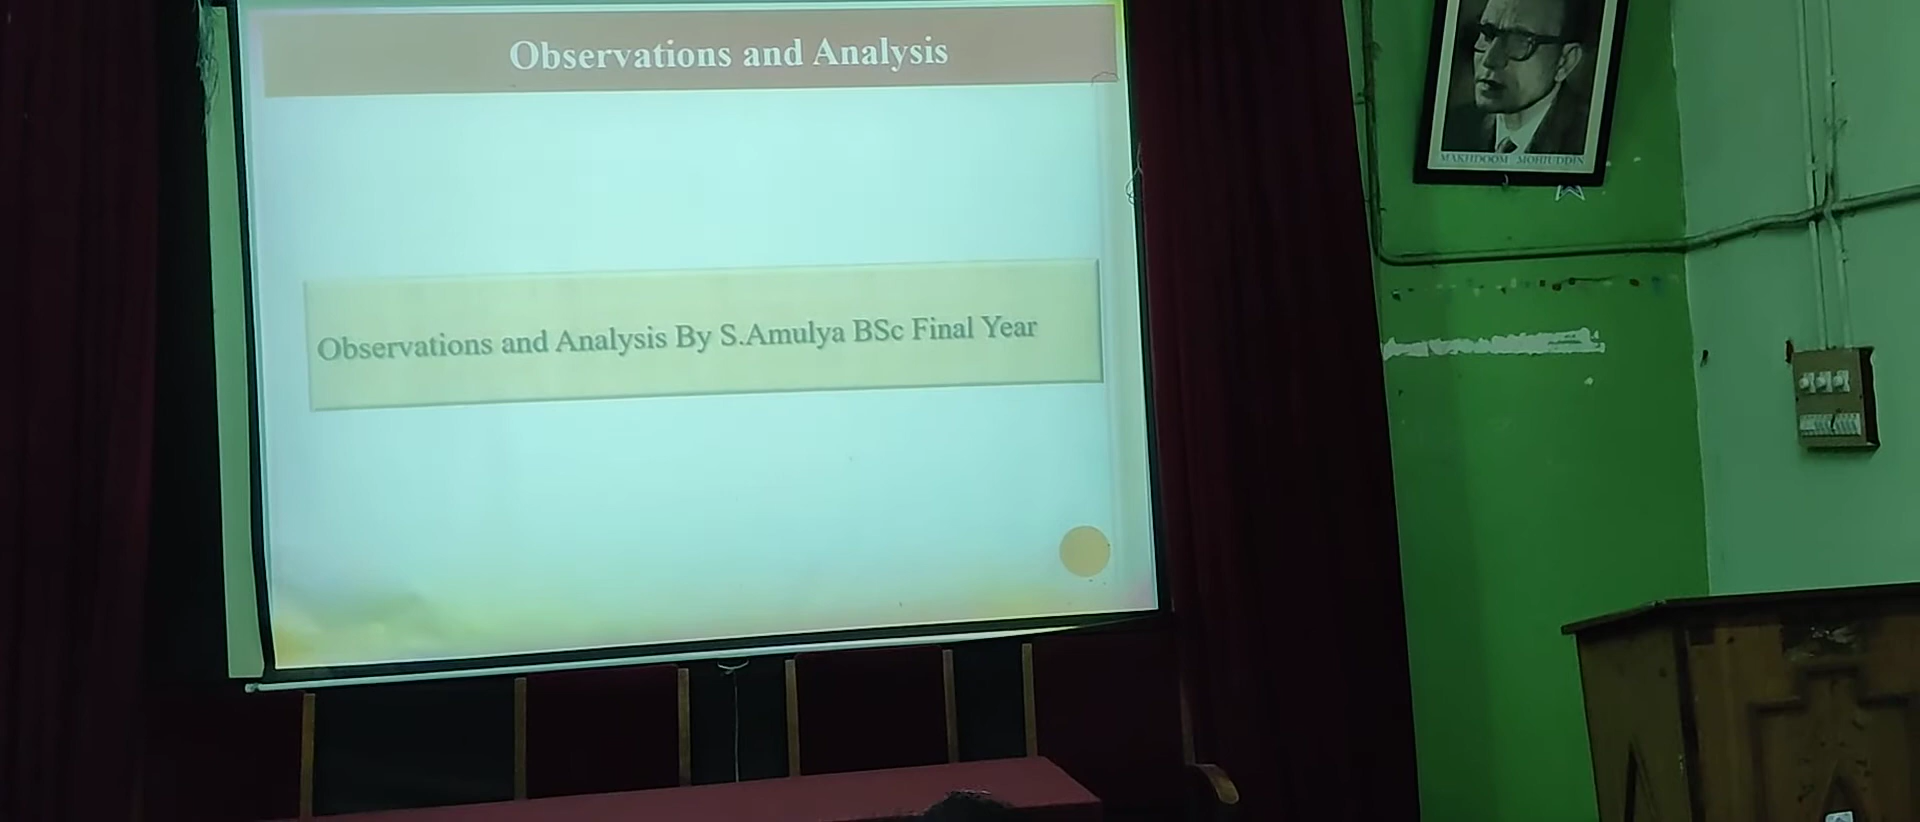 Observations and Analysis
MAKHDOOM MOHIUDDIN
Observations and Analysis By S.Amulya BSc Final Year